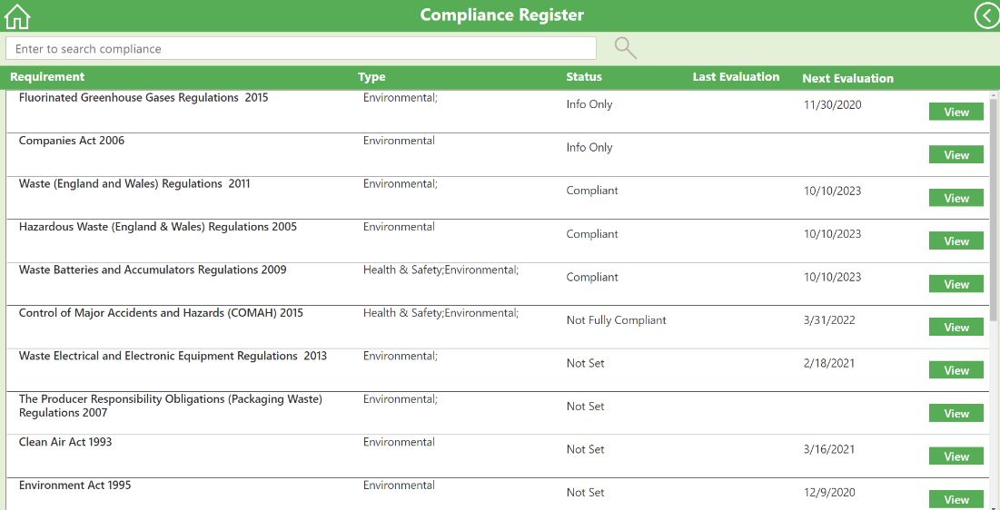 Compliance Register
Enter to search compliance
Requirement Type Status Last Evaluation Next Evaluation
Fluorinated Greenhouse Gases Regulations  2015 Environmental; Info Only 11/30/2020 View
Companies Act 2006 Environmental Info Only View
Waste (England and Wales) Regulations  2011 Environmental; Compliant 10/10/2023 View
Hazardous Waste (England & Wales) Regulations 2005 Environmental Compliant 10/10/2023 View
Waste Batteries and Accumulators Regulations 2009 Health & Safety;Environmental; Compliant 10/10/2023 View
Control of Major Accidents and Hazards (COMAH) 2015 Health & Safety;Environmental; Not Fully Compliant 3/31/2022 View
Waste Electrical and Electronic Equipment Regulations  2013 Environmental; Not Set 2/18/2021 View
The Producer Responsibility Obligations (Packaging Waste) Environmental; Not Set View
Regulations 2007
Clean Air Act 1993 Environmental Not Set 3/16/2021 View
Environment Act 1995 Environmental Not Set 12/9/2020 View